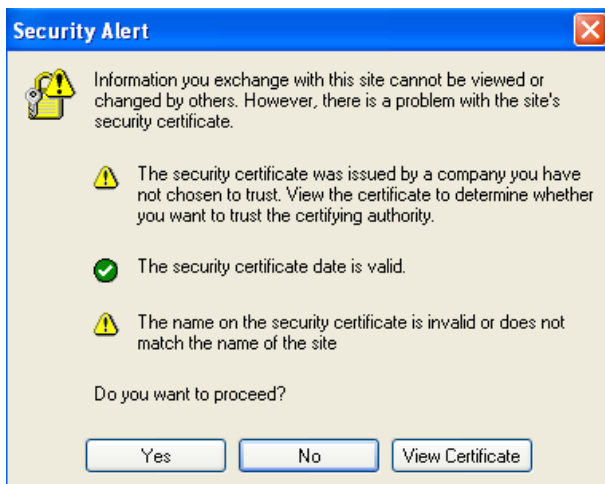 Security Alert
Information you exchange with this site cannot be viewed or
changed by others. However, there is a problem with the site's
security certificate.
The security certificate was issued by a company you have
not chosen to trust. View the certificate to determine whether
you want to trust the certifying authority.
The security certificate date is valid.
The name on the security certificate is invalid or does not
match the name of the site
Do you want to proceed?
Yes No View Certificate